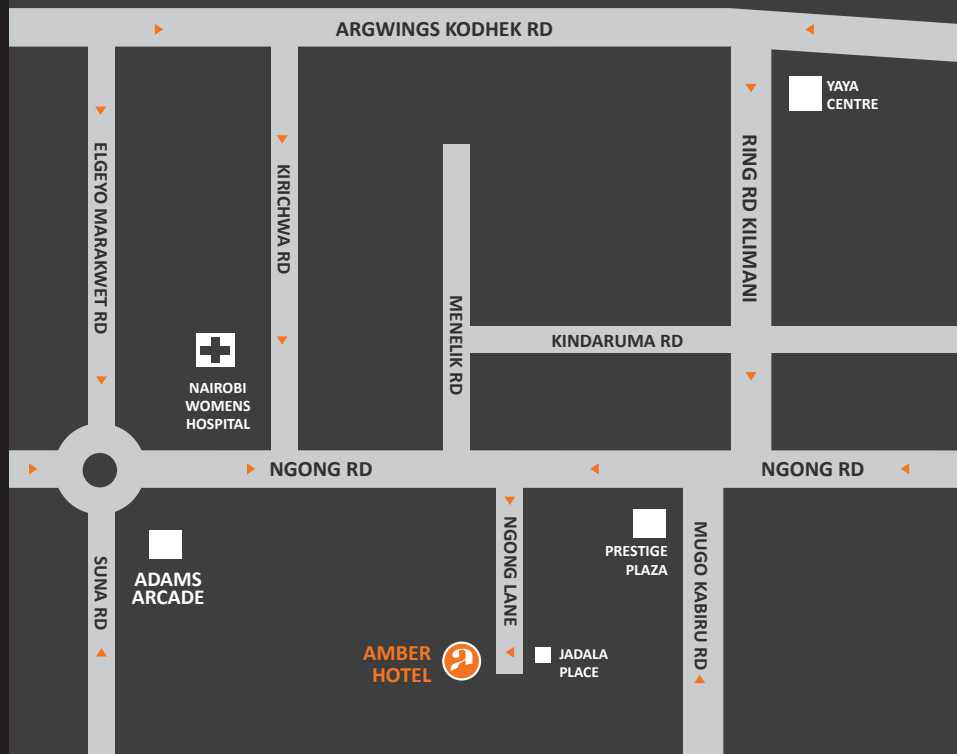 ARGWINGS KODHEK RD
YAYA
CENTRE
ELGEYO MARAKWET RD
KIRICHWA RD
RING RD KILIMANI
MENELIK RD
KINDARUMA RD
NAIROBI
WOMENS
HOSPITAL
NGONG RD
NGONG RD
SUNA RD
ADAMS
ARCADE
NGONG LANE
PRESTIGE
PLAZA
MUGO KABIRU RD
AMBER
HOTEL
a
JADALA
PLACE